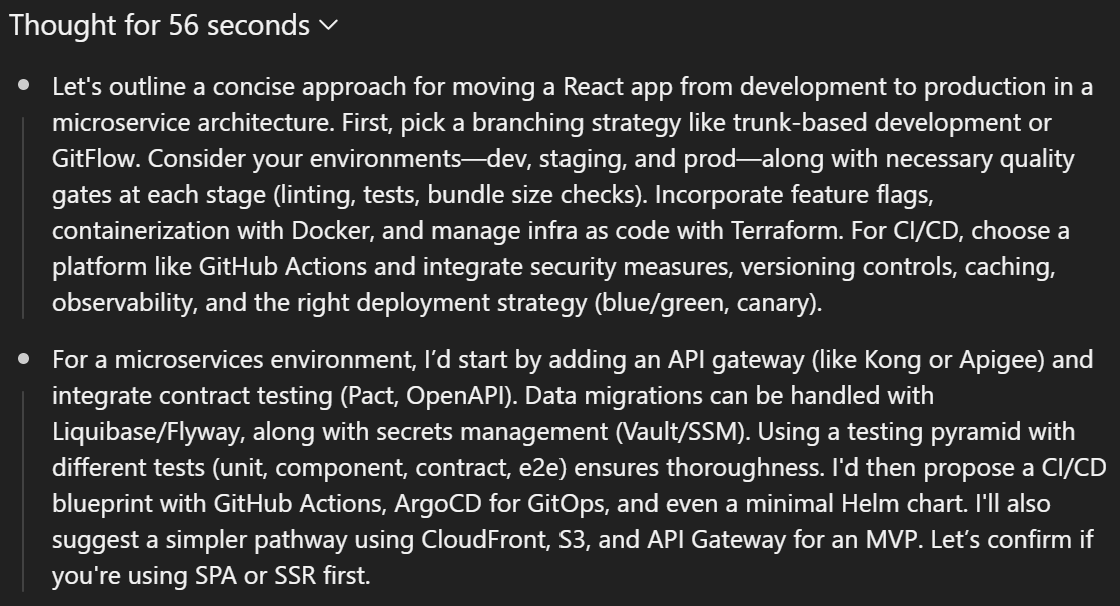 Thought for 56 seconds
Let's outline a concise approach for moving a React app from development to production in a
microservice architecture. First, pick a branching strategy like trunk-based development or
GitFlow. Consider your environments—dev, staging, and prod—along with necessary quality
gates at each stage (linting, tests, bundle size checks). Incorporate feature flags,
containerization with Docker, and manage infra as code with Terraform. For CI/CD, choose a
platform like GitHub Actions and integrate security measures, versioning controls, caching,
observability, and the right deployment strategy (blue/green, canary).
For a microservices environment, I’d start by adding an API gateway (like Kong or Apigee) and
integrate contract testing (Pact, OpenAPI). Data migrations can be handled with
Liquibase/Flyway, along with secrets management (Vault/SSM). Using a testing pyramid with
different tests (unit, component, contract, e2e) ensures thoroughness. I'd then propose a CI/CD
blueprint with GitHub Actions, ArgoCD for GitOps, and even a minimal Helm chart. I'll also
suggest a simpler pathway using CloudFront, S3, and API Gateway for an MVP. Let’s confirm if
you're using SPA or SSR first.